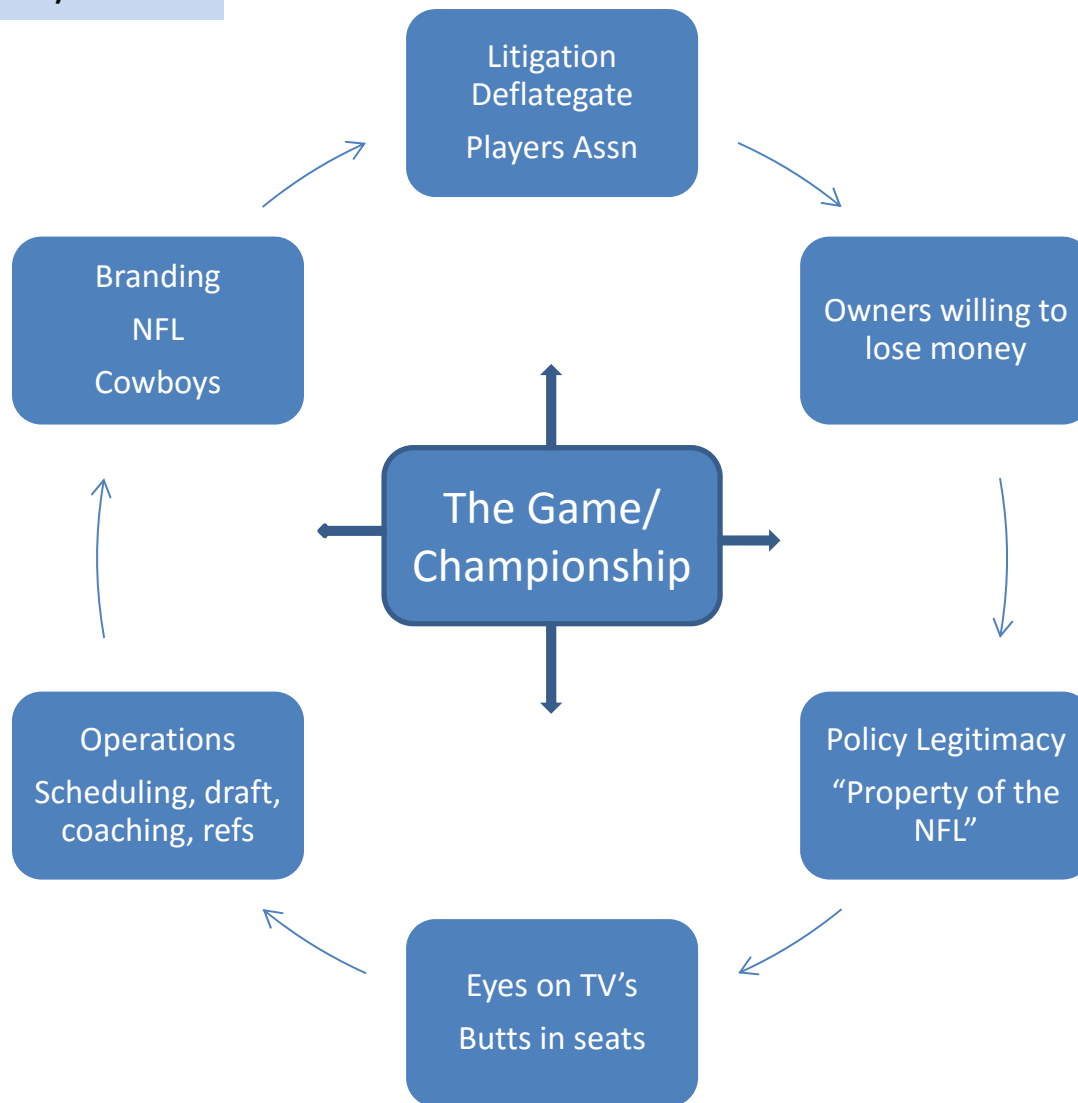 Litigation
Deflategate
Players Assn
Branding
NFL
Cowboys
Owners willing to
lose money
The Game/
Championship
Operations
Scheduling, draft,
coaching, refs
Policy Legitimacy
“Property of the
NFL”
Eyes on TV’s
Butts in seats